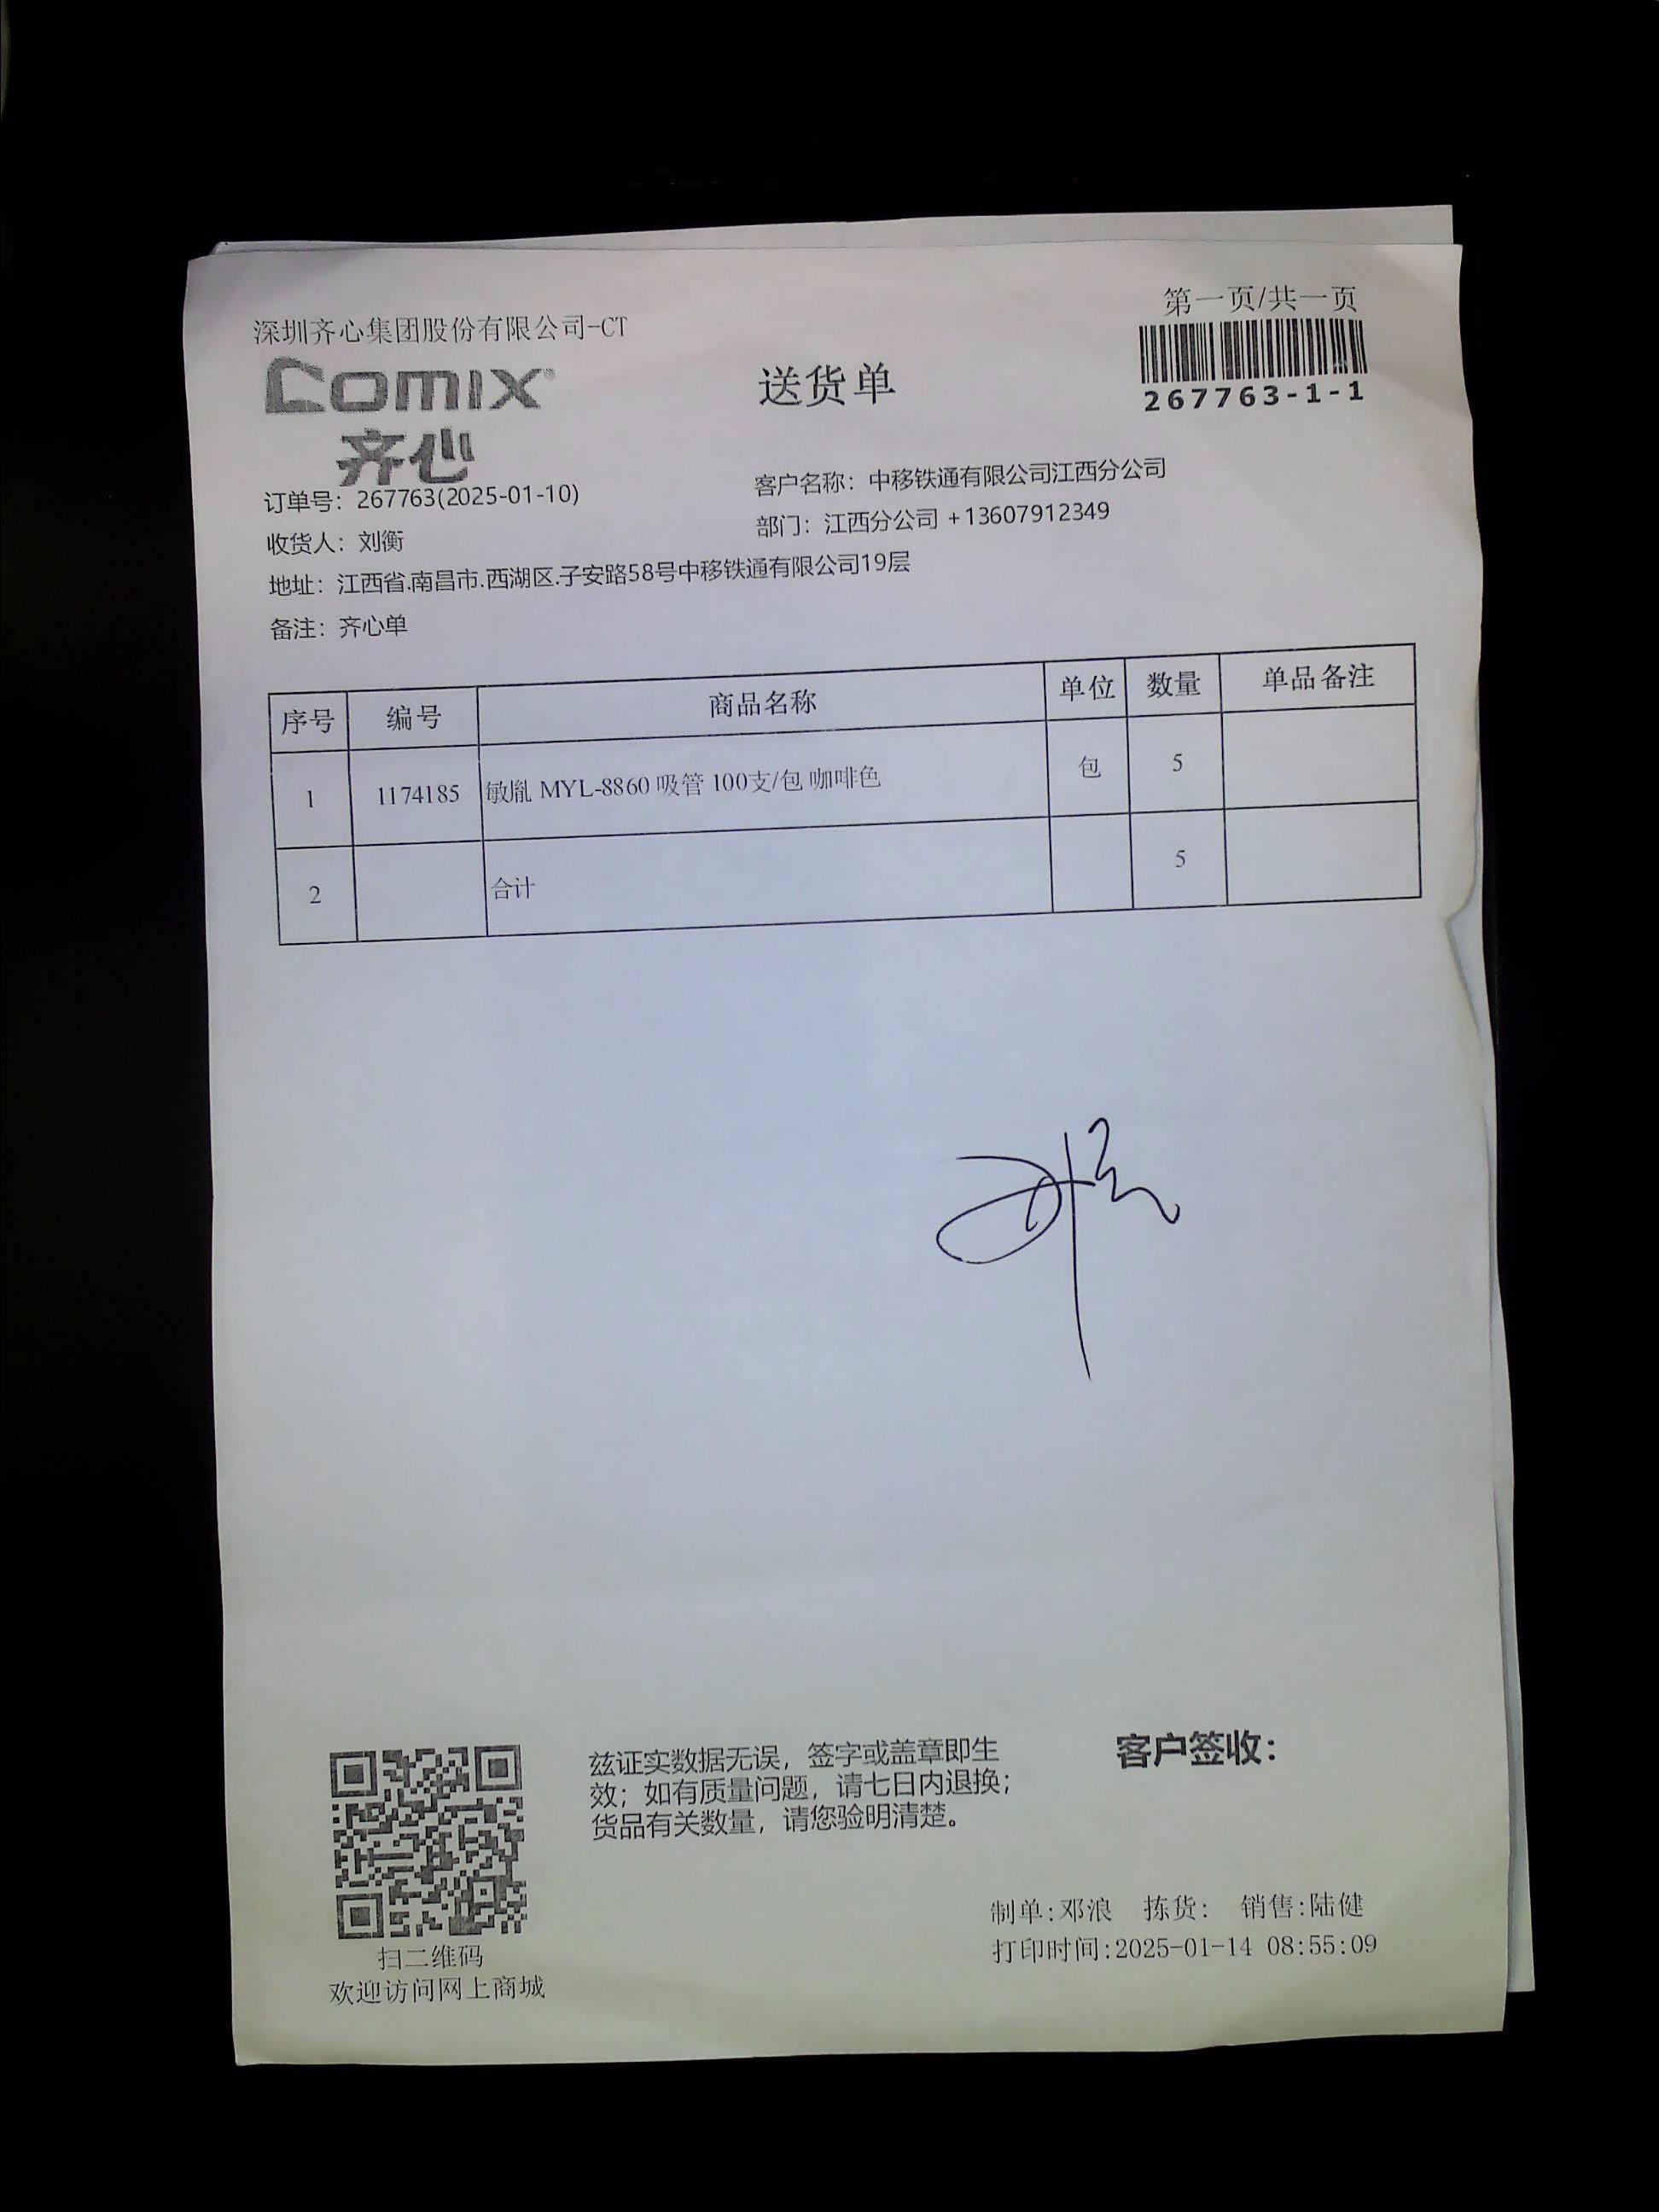 第一页/共一页
深圳齐心集团股份有限公司-CT
comix
齐心
送货单
267763-1-1
订单号：267763(2025-01-10)
客户名称：中移铁通有限公司江西分公司
收货人：刘衡
部门：江西分公司 +13607912349
地址：江西省.南昌市.西湖区.子安路58号中移铁通有限公司19层
备注：齐心单
序号 编号 商品名称 单位 数量 单品备注
1 1174185 敏胤 MYL-8860 吸管 100支/包 咖啡色 包 5
2 合计 5
兹证实数据无误，签字或盖章即生
效；如有质量问题，请七日内退换；
货品有关数量，请您验明清楚。
客户签收：
扫二维码
欢迎访问网上商城
制单:邓浪 拣货: 销售:陆健
打印时间:2025-01-14 08:55:09